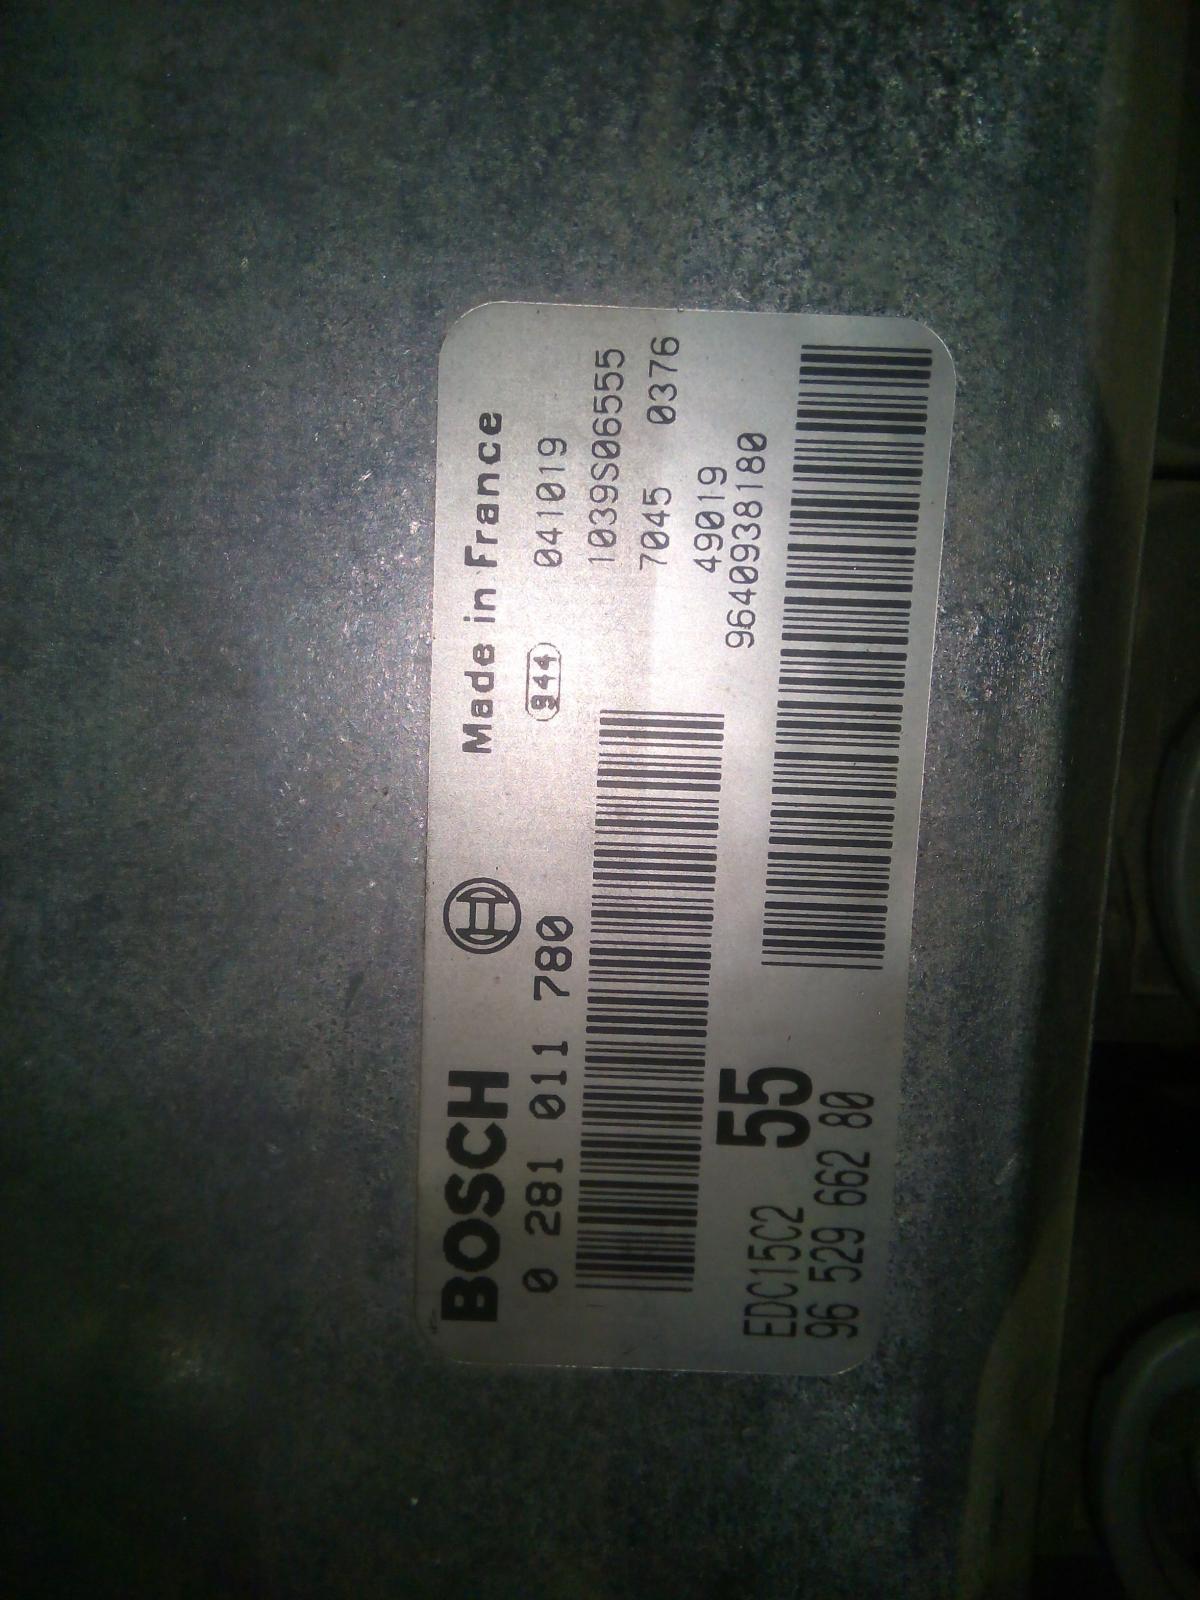 BOSCH
Made in France
0 281 011 780
944
041019
1039S06555
7045 0376
49019
9640938180
55
EDC15C2
96 529 662 80